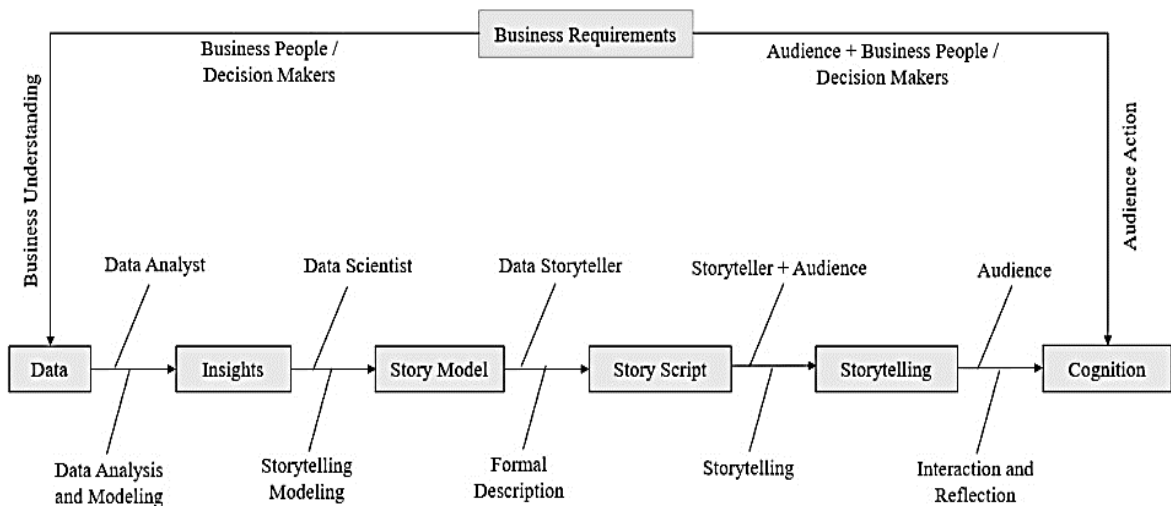 Business Requirements
Business People /
Decision Makers
Audience + Business People /
Decision Makers
Business Understanding
Audience Action
Data Analyst
Data Scientist
Data Storyteller
Storyteller + Audience
Audience
Data
Insights
Story Model
Story Script
Storytelling
Cognition
Data Analysis
and Modeling
Storytelling
Modeling
Formal
Description
Storytelling
Interaction and
Reflection